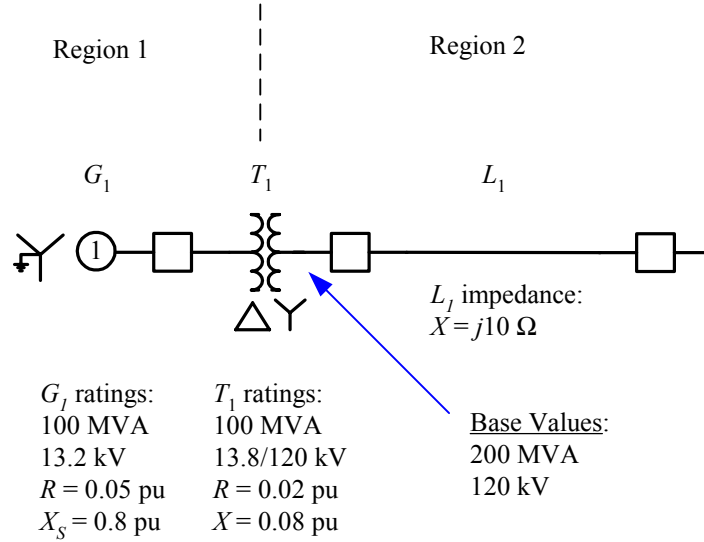 Region 1
Region 2
G₁
T₁
L₁
1
L₁ impedance:
X = j10 Ω
G₁ ratings:
100 MVA
13.2 kV
R = 0.05 pu
X_S = 0.8 pu
T₁ ratings:
100 MVA
13.8/120 kV
R = 0.02 pu
X = 0.08 pu
Base Values:
200 MVA
120 kV